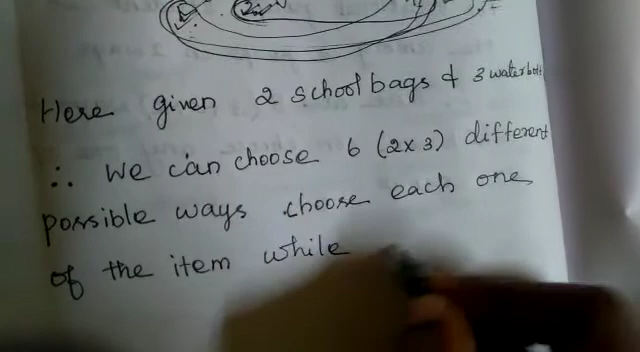 Here given 2 school bags & 3 water bott
∴ we can choose 6 (2x3) different
possible ways choose each one
of the item while